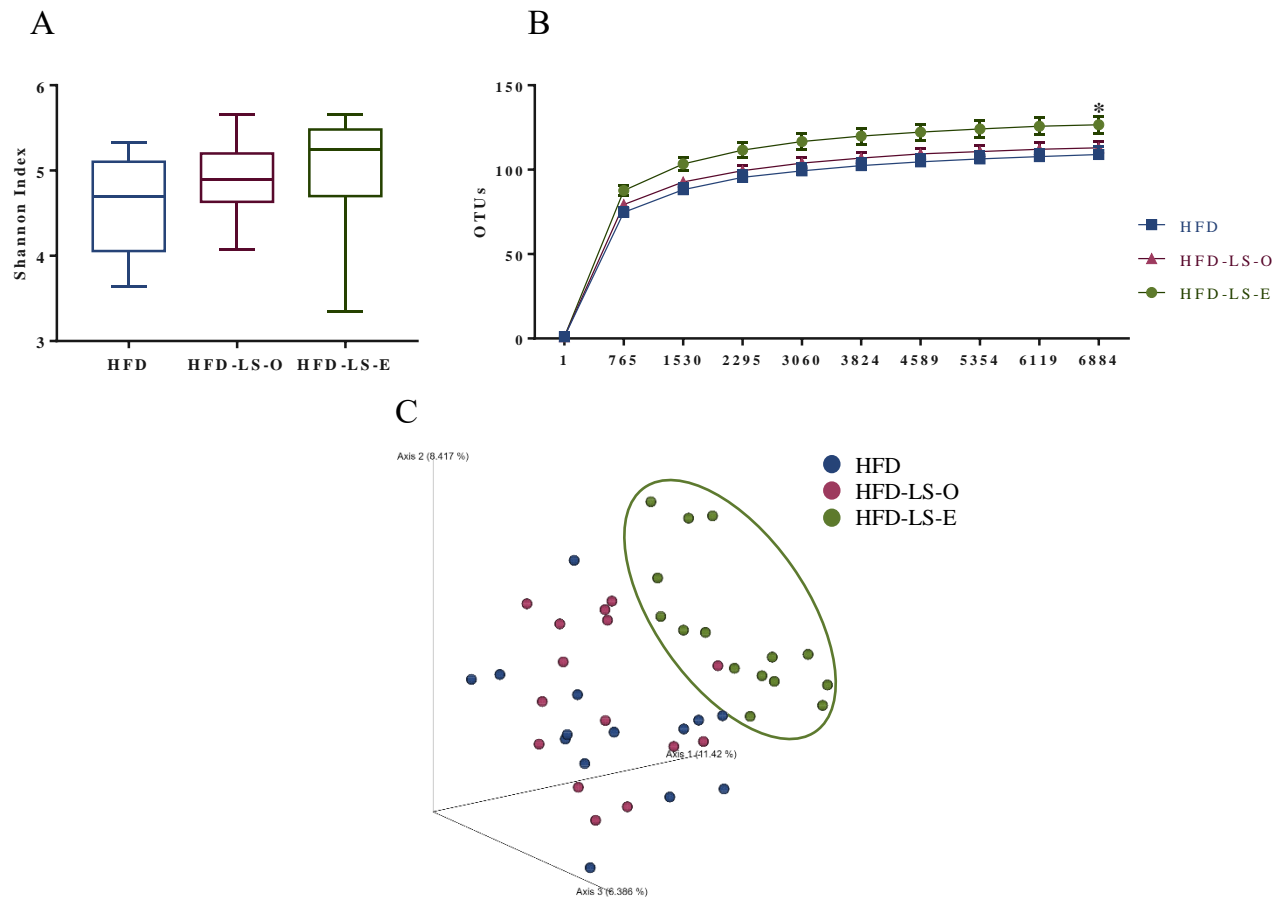 A
B
6
5
4
3
Shannon Index
HFD HFD-LS-O HFD-LS-E
150
100
50
0
OTUs
*
1 765 1530 2295 3060 3824 4589 5354 6119 6884
HFD
HFD-LS-O
HFD-LS-E
C
Axis 2 (8.417 %)
HFD
HFD-LS-O
HFD-LS-E
Axis 1 (11.42 %)
Axis 3 (6.386 %)